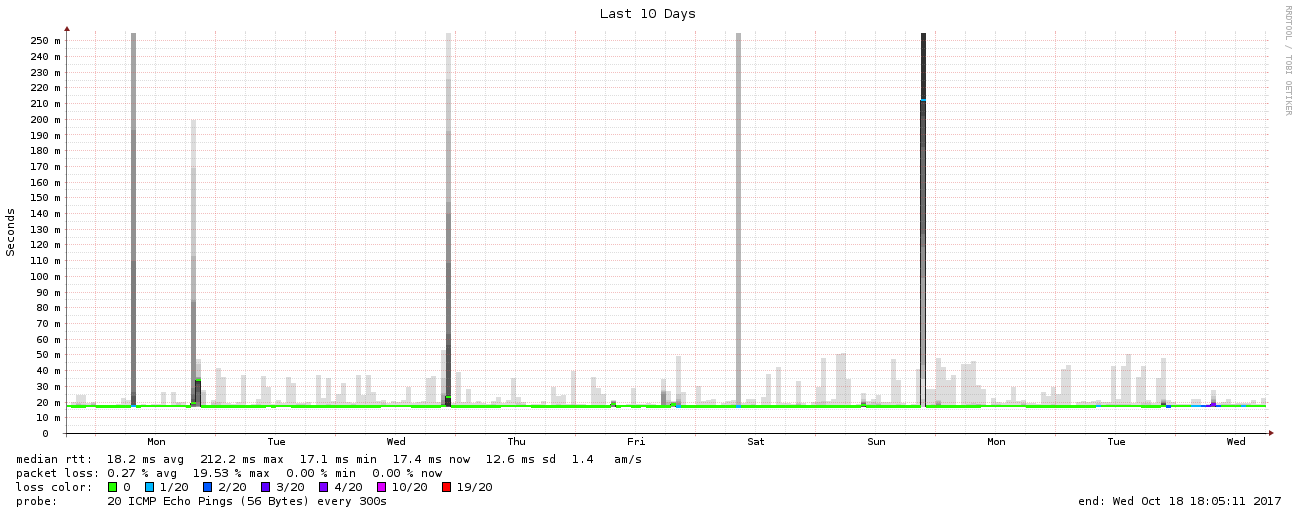 Last 10 Days
RRDTOOL / TOBI OETIKER
Seconds
250 m
240 m
230 m
220 m
210 m
200 m
190 m
180 m
170 m
160 m
150 m
140 m
130 m
120 m
110 m
100 m
90 m
80 m
70 m
60 m
50 m
40 m
30 m
20 m
10 m
0
Mon Tue Wed Thu Fri Sat Sun Mon Tue Wed
median rtt: 18.2 ms avg 212.2 ms max 17.1 ms min 17.4 ms now 12.6 ms sd 1.4 am/s
packet loss: 0.27 % avg 19.53 % max 0.00 % min 0.00 % now
loss color: 0 1/20 2/20 3/20 4/20 10/20 19/20
probe: 20 ICMP Echo Pings (56 Bytes) every 300s end: Wed Oct 18 18:05:11 2017